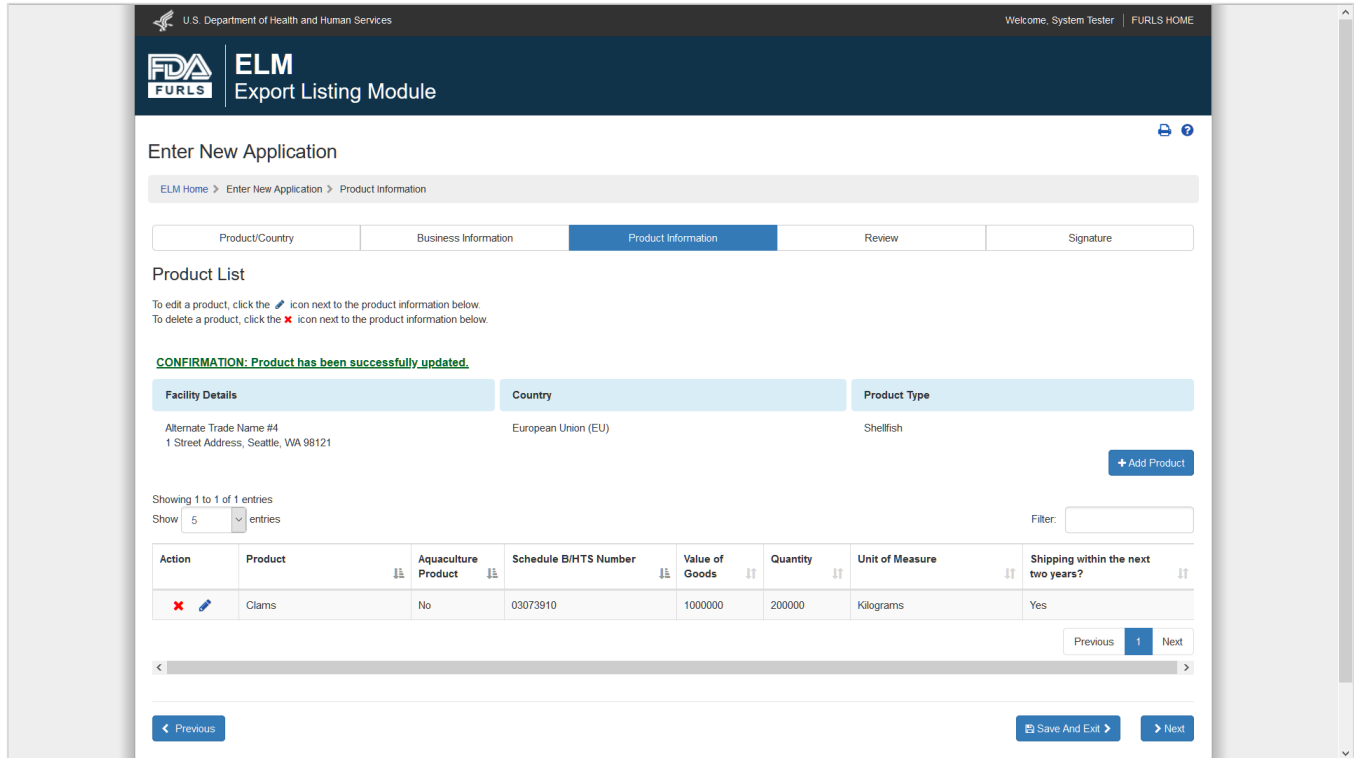 U.S. Department of Health and Human Services
Welcome, System Tester | FURLS HOME
FDA
FURLS
ELM
Export Listing Module
Enter New Application
ELM Home > Enter New Application > Product Information
Product/Country
Business Information
Product Information
Review
Signature
Product List
To edit a product, click the icon next to the product information below.
To delete a product, click the icon next to the product information below.
CONFIRMATION: Product has been successfully updated.
Facility Details
Country
Product Type
Alternate Trade Name #4
1 Street Address, Seattle, WA 98121
European Union (EU)
Shellfish
+ Add Product
Showing 1 to 1 of 1 entries
Show 5 entries
Filter:
Action
Product
Aquaculture
Product
Schedule B/HTS Number
Value of
Goods
Quantity
Unit of Measure
Shipping within the next
two years?
Clams
No
03073910
1000000
200000
Kilograms
Yes
Previous 1 Next
Previous
Save And Exit
Next